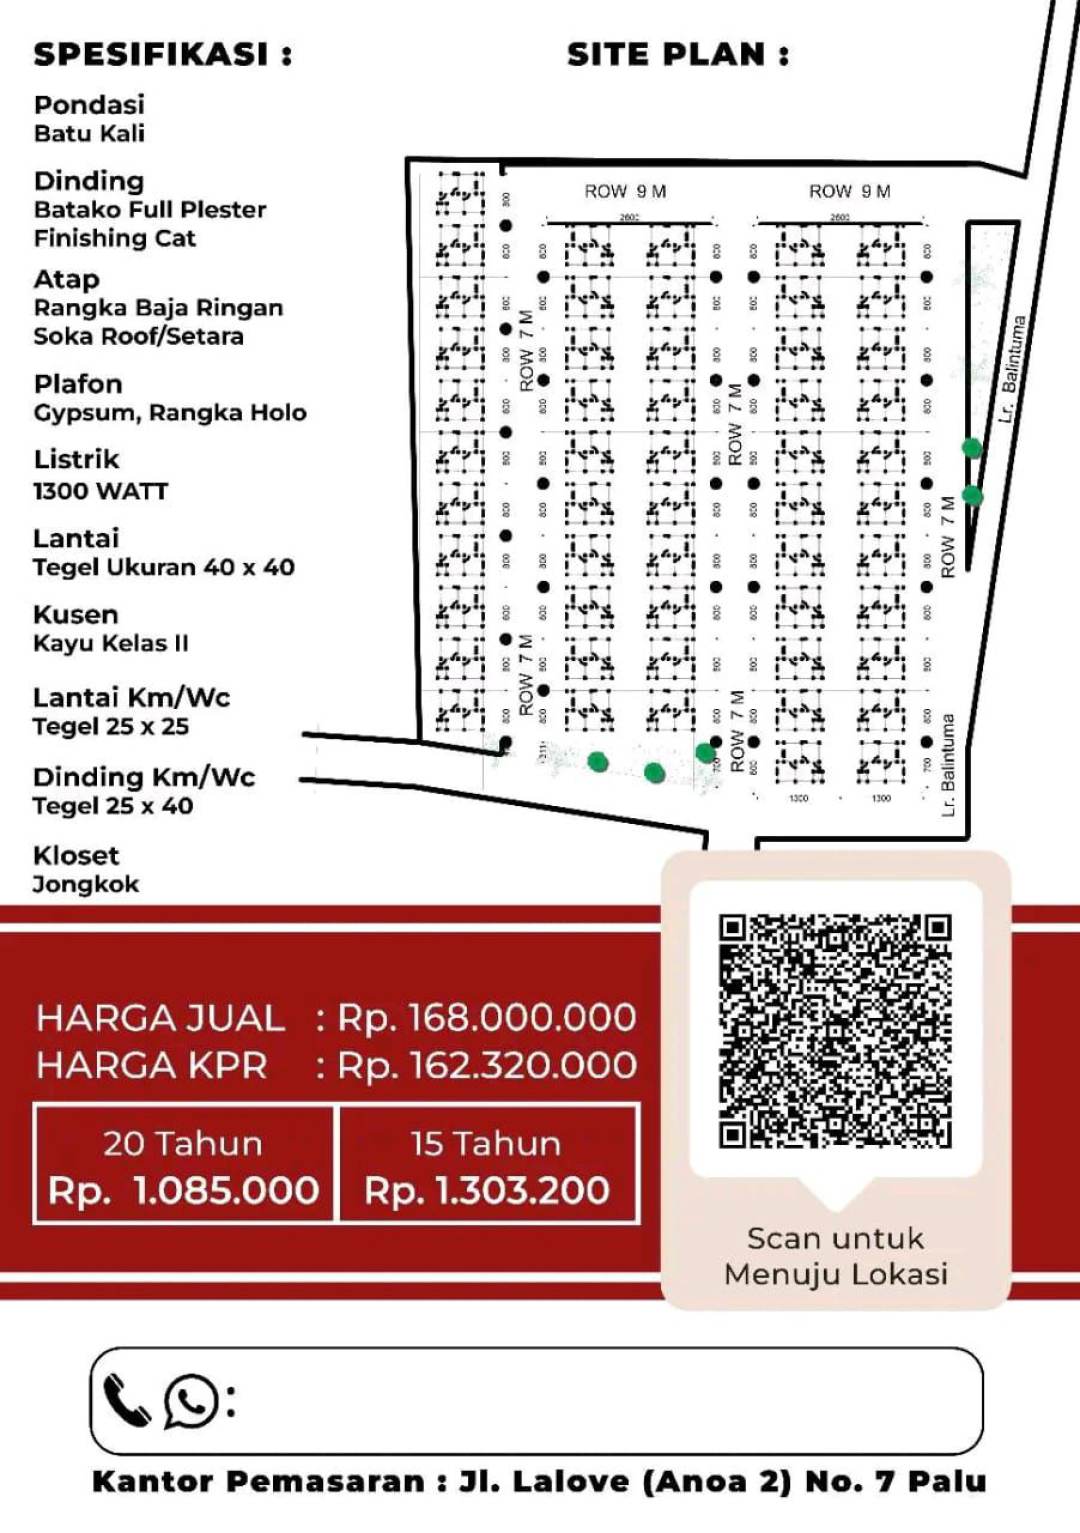 SPESIFIKASI :
Pondasi
Batu Kali
Dinding
Batako Full Plester
Finishing Cat
Atap
Rangka Baja Ringan
Soka Roof/Setara
Plafon
Gypsum, Rangka Holo
Listrik
1300 WATT
Lantai
Tegel Ukuran 40 x 40
Kusen
Kayu Kelas II
Lantai Km/Wc
Tegel 25 x 25
Dinding Km/Wc
Tegel 25 x 40
Kloset
Jongkok
SITE PLAN :
ROW 9 M
ROW 9 M
2600
2600
ROW 7 M
ROW 7 M
ROW 7 M
ROW 7 M
ROW 7 M
Lr. Balintuma
Lr. Balintuma
1300
1300
HARGA JUAL : Rp. 168.000.000
HARGA KPR : Rp. 162.320.000
20 Tahun
Rp. 1.085.000
15 Tahun
Rp. 1.303.200
Scan untuk
Menuju Lokasi
:
Kantor Pemasaran : Jl. Lalove (Anoa 2) No. 7 Palu